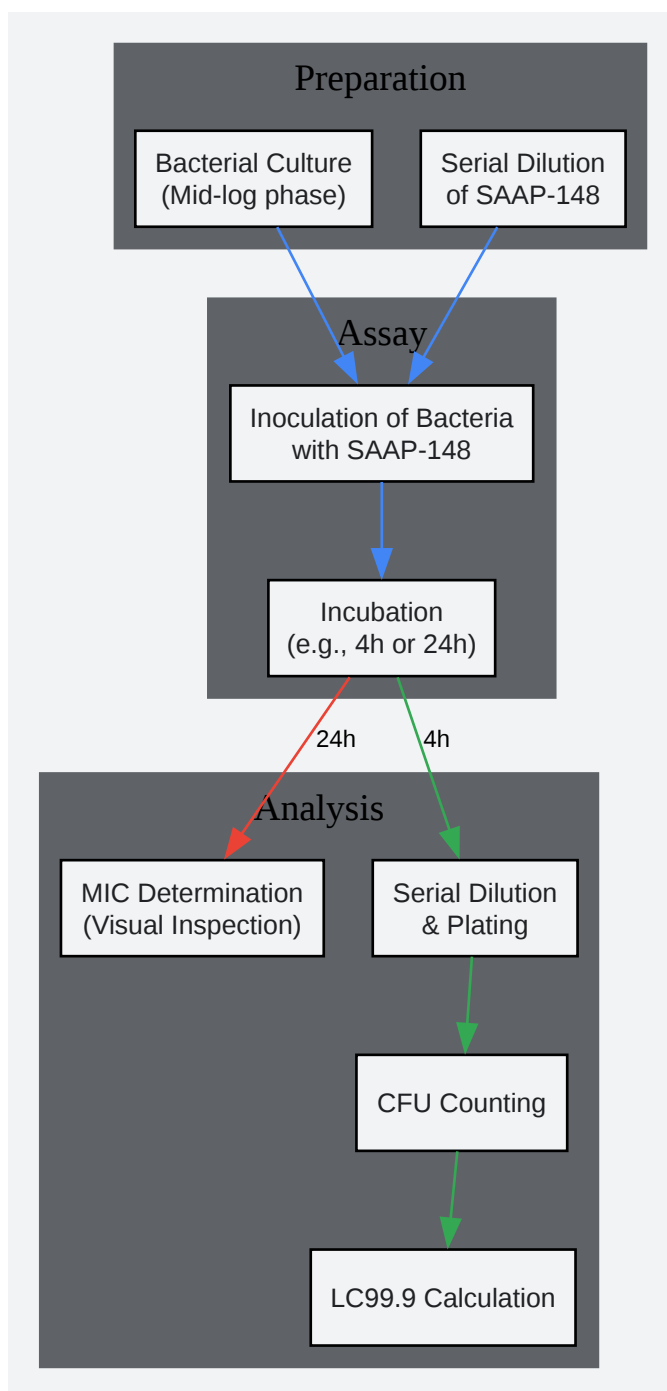 Preparation
Bacterial Culture
(Mid-log phase)
Serial Dilution
of SAAP-148
Assay
Inoculation of Bacteria
with SAAP-148
Incubation
(e.g., 4h or 24h)
24h
4h
Analysis
MIC Determination
(Visual Inspection)
Serial Dilution
& Plating
CFU Counting
LC99.9 Calculation